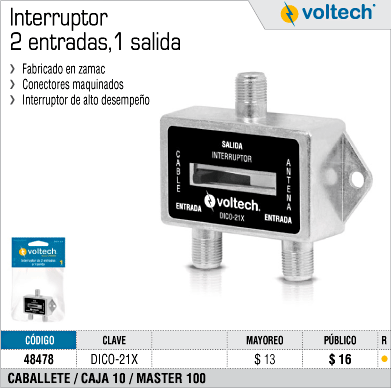 Interruptor
2 entradas,1 salida
voltech®
Fabricado en zamac
Conectores maquinados
Interruptor de alto desempeño
SALIDA
INTERRUPTOR
CABLE
ANTENA
voltech.
ENTRADA
ENTRADA
DICO-21X
CÓDIGO CLAVE MAYOREO PÚBLICO R
48478 DICO-21X $ 13 $ 16
CABALLETE / CAJA 10 / MASTER 100